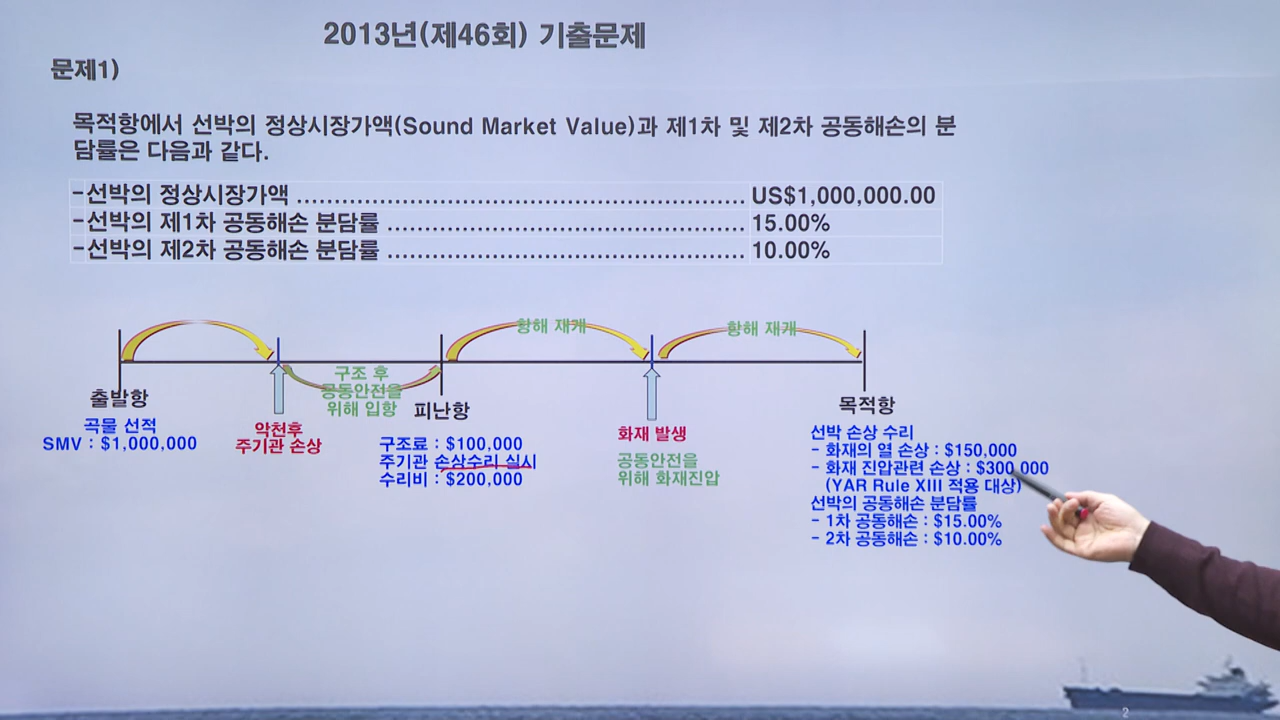 2013년(제46회) 기출문제
문제1)
목적항에서 선박의 정상시장가액(Sound Market Value)과 제1차 및 제2차 공동해손의 분
담률은 다음과 같다.
-선박의 정상시장가액 ............................................................ US$1,000,000.00
-선박의 제1차 공동해손 분담률 ................................................ 15.00%
-선박의 제2차 공동해손 분담률 ................................................ 10.00%
항해 재개
항해 재개
출발항
곡물 선적
SMV : $1,000,000
악천후
주기관 손상
구조 후
공동안전을
위해 입항
피난항
구조료 : $100,000
주기관 손상수리 실시
수리비 : $200,000
화재 발생
공동안전을
위해 화재진압
목적항
선박 손상 수리
- 화재의 열 손상 : $150,000
- 화재 진압관련 손상 : $300,000
(YAR Rule XIII 적용 대상)
선박의 공동해손 분담률
- 1차 공동해손 : $15.00%
- 2차 공동해손 : $10.00%
2